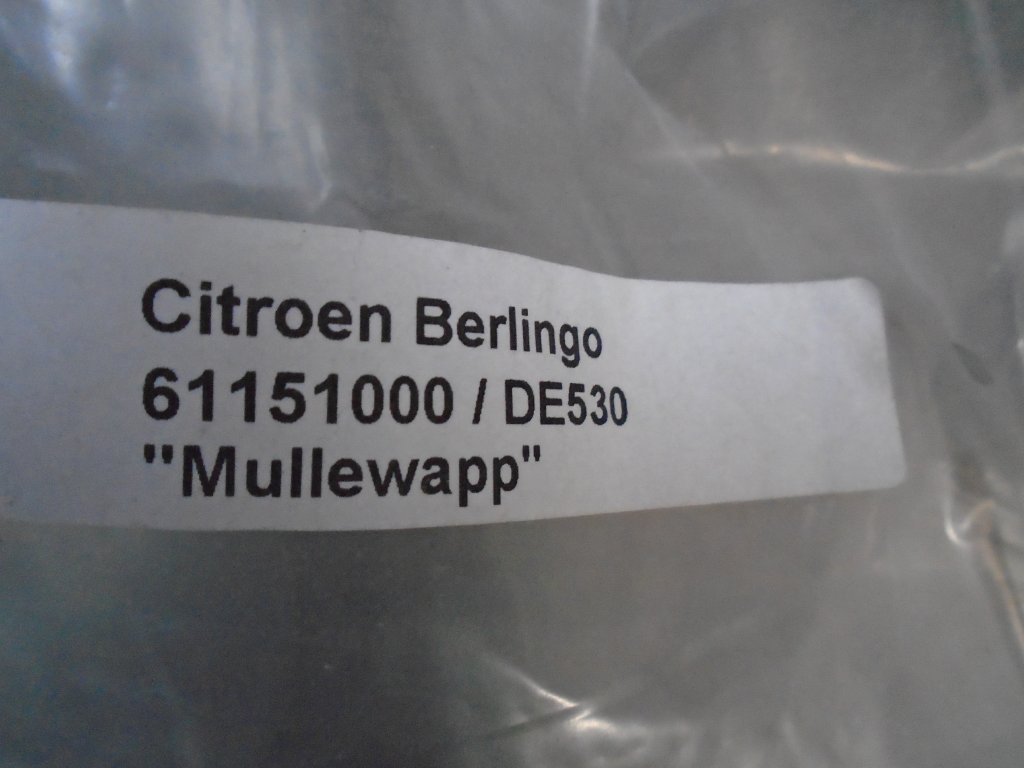 Citroen Berlingo
61151000 / DE530
"Mullewapp"